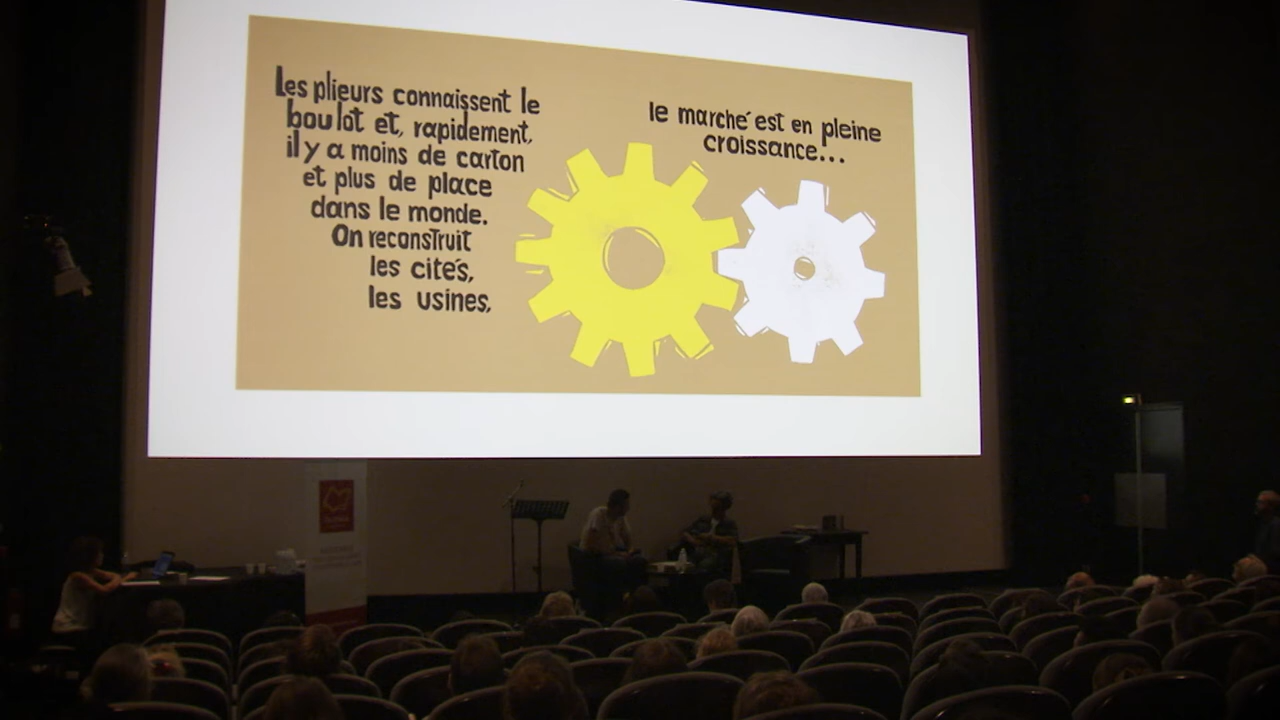 Les plieurs connaissent le
boulot et, rapidement,
il y a moins de carton
et plus de place
dans le monde.
On reconstruit
les cités,
les usines,
le marché est en pleine
croissance...